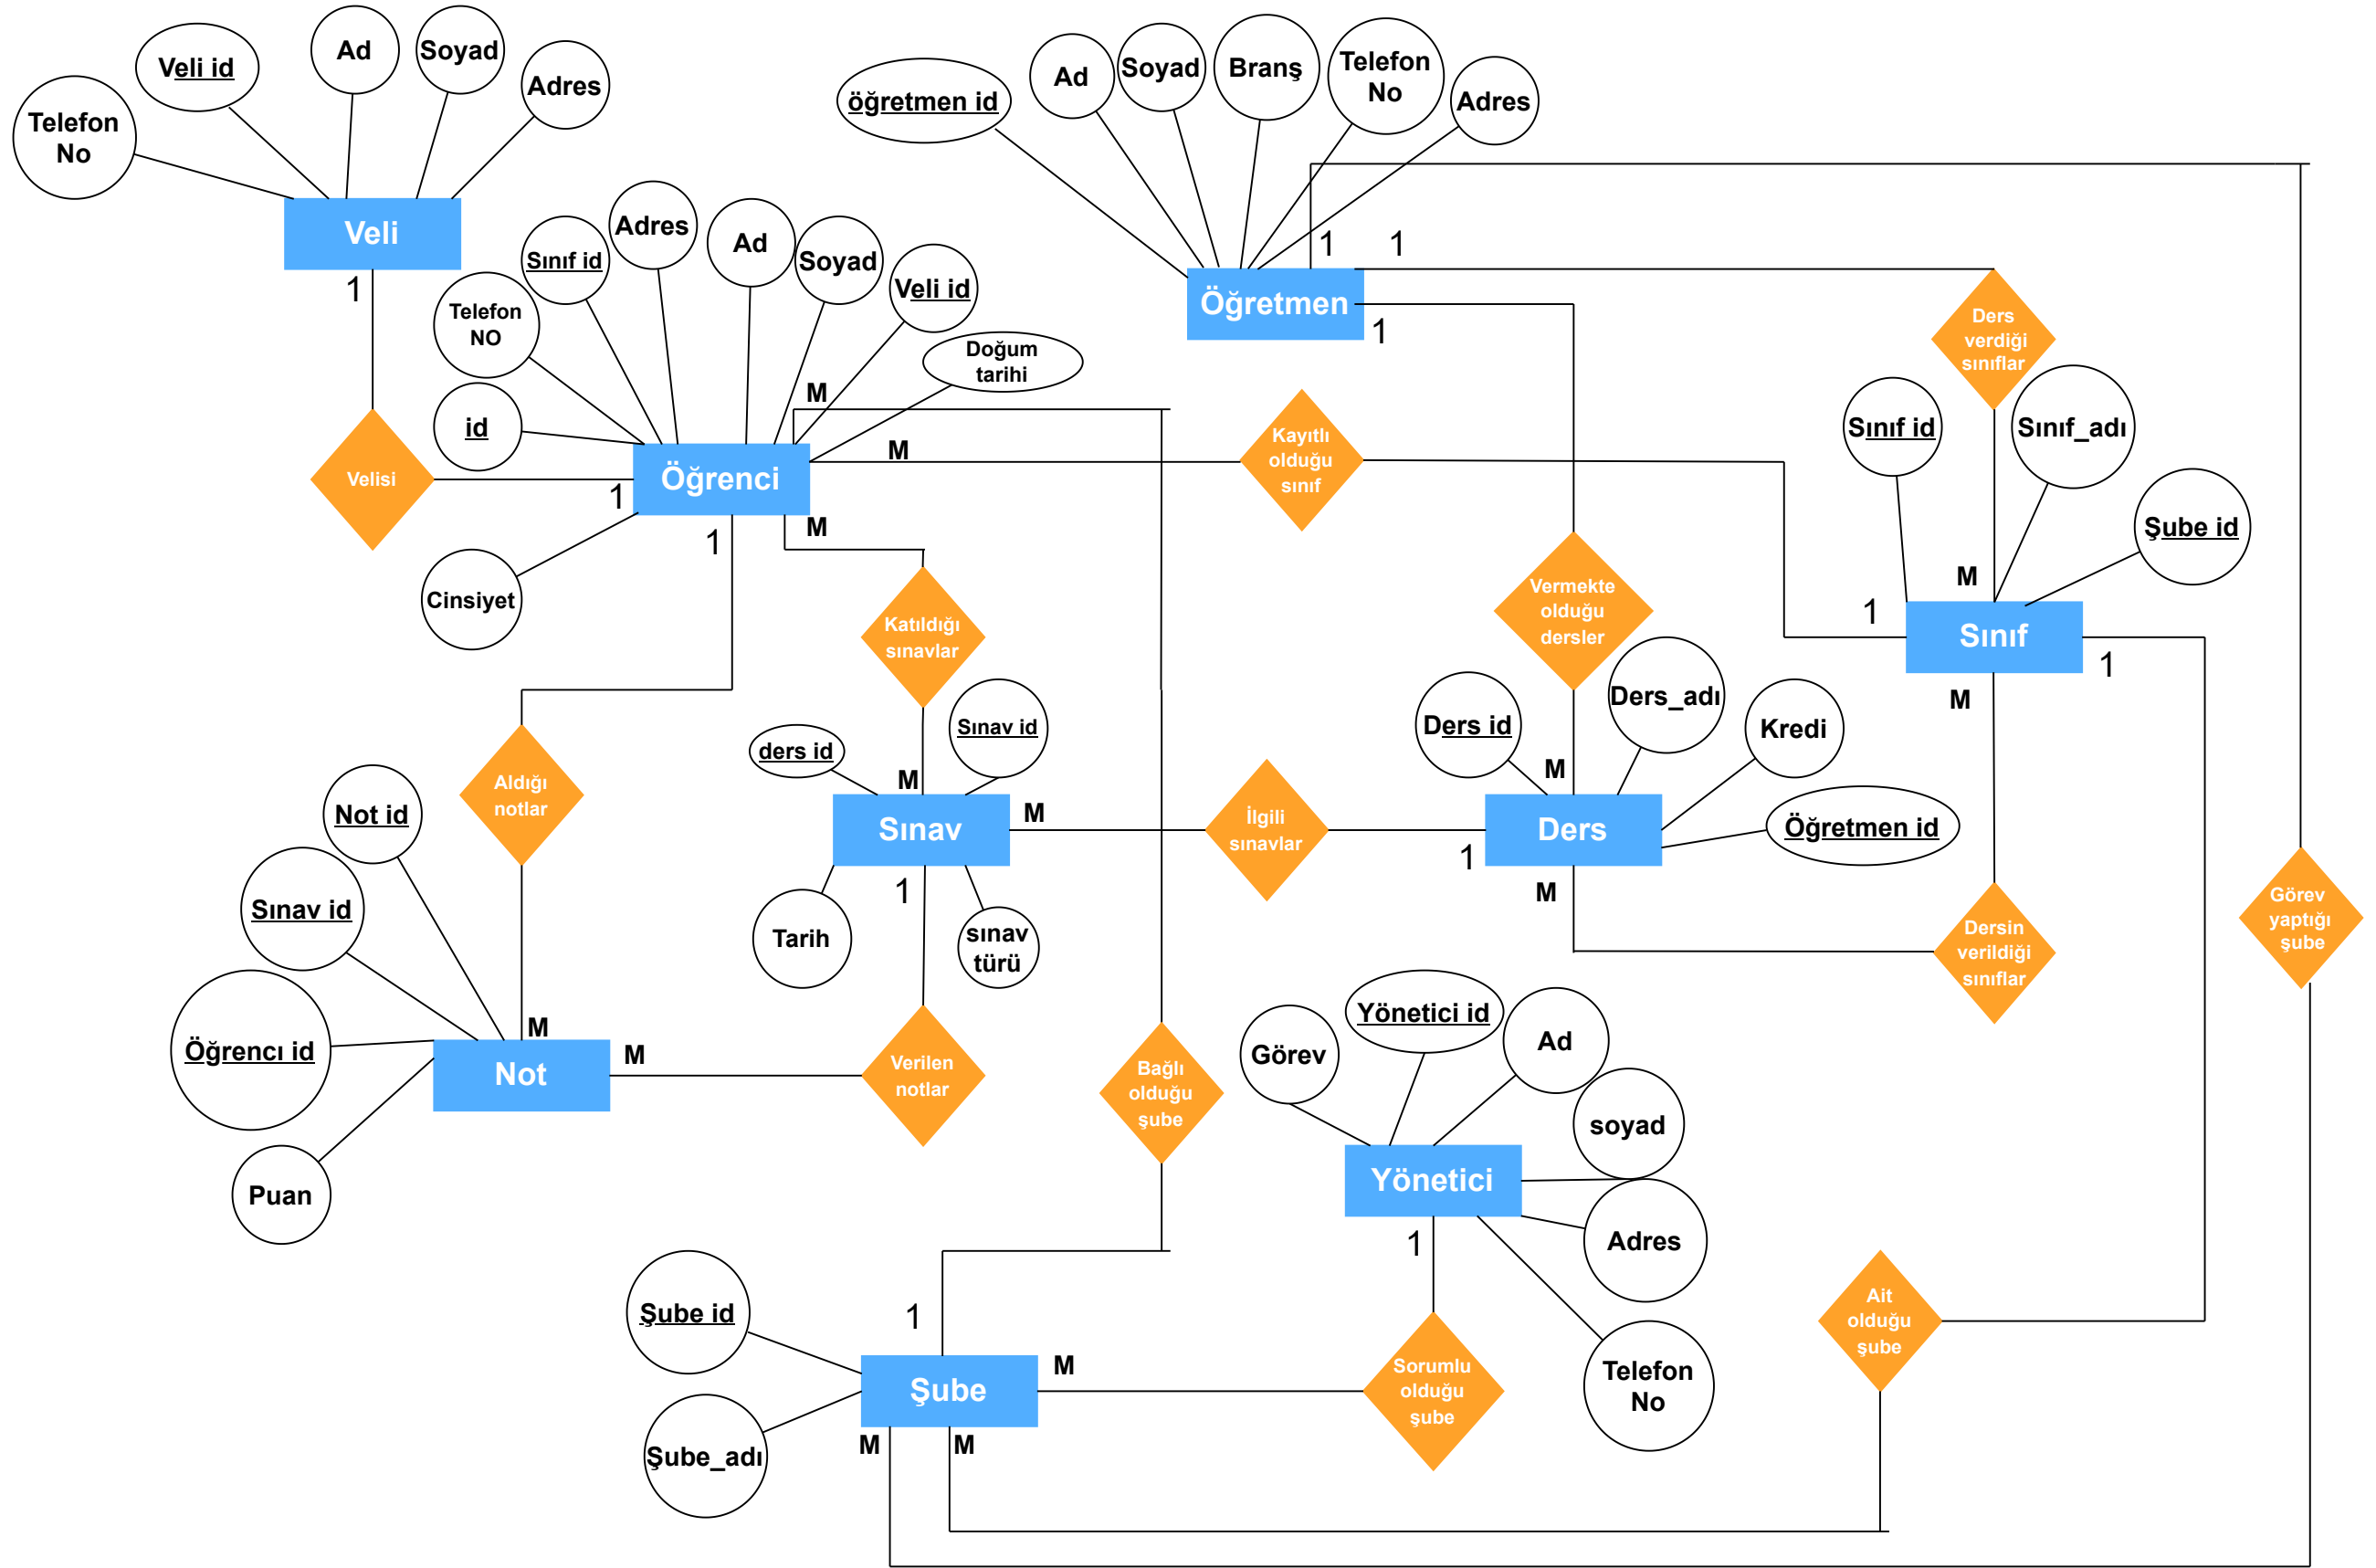 Veli id
Ad
Soyad
Adres
Telefon
No
Veli
1
öğretmen id
Ad
Soyad
Branş
Telefon
No
Adres
1
1
Öğretmen
1
Ders
verdiği
sınıflar
Telefon
NO
Sınıf id
Adres
Ad
Soyad
Veli id
Doğum
tarihi
id
M
M
Öğrenci
1
1
M
Velisi
Cinsiyet
Kayıtlı
olduğu
sınıf
Sınıf id
Sınıf_adı
Şube id
M
1
Sınıf
1
M
Katıldığı
sınavlar
Vermekte
olduğu
dersler
Ders id
Ders_adı
Kredi
Öğretmen id
M
Ders
1
M
ders id
Sınav id
M
Sınav
M
1
Tarih
sınav
türü
İlgili
sınavlar
Aldığı
notlar
Not id
Sınav id
Öğrencı id
Puan
M
Not
M
Verilen
notlar
Bağlı
olduğu
şube
Dersin
verildiği
sınıflar
Görev
yaptığı
şube
Görev
Yönetici id
Ad
soyad
Adres
Telefon
No
Yönetici
1
Şube id
Şube_adı
1
Şube
M
M
M
Sorumlu
olduğu
şube
Ait
olduğu
şube